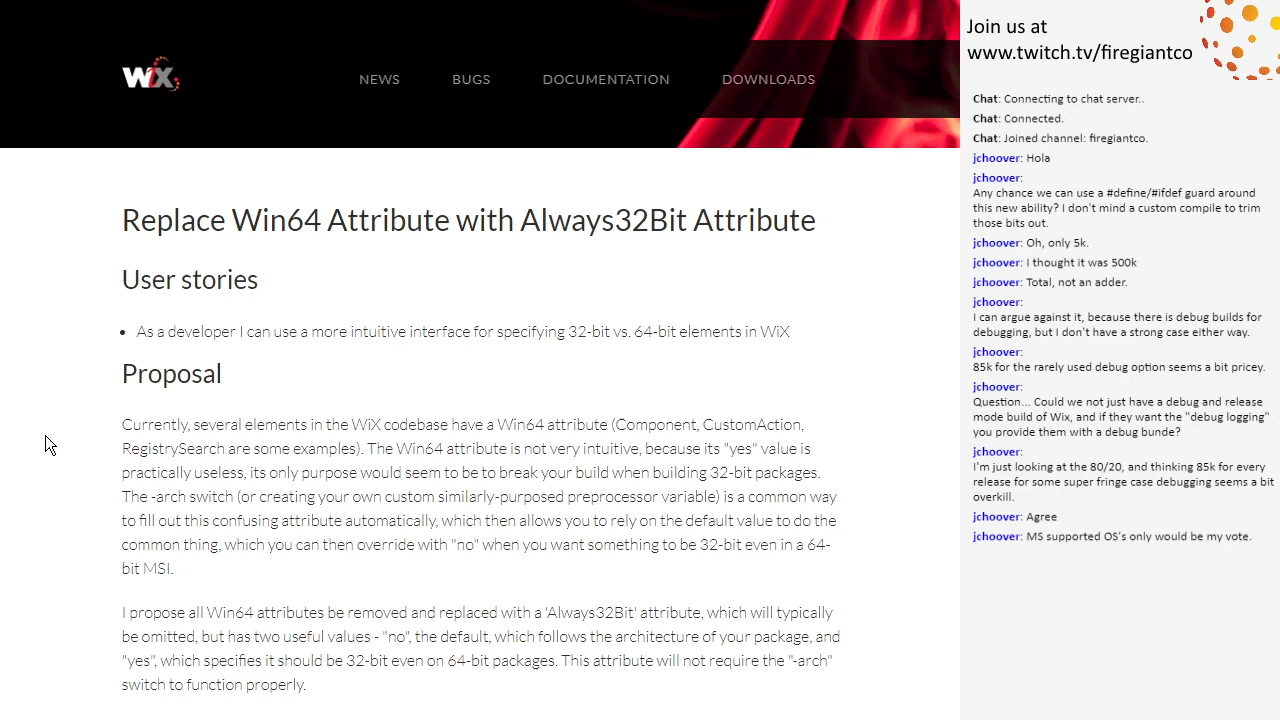 WiX
NEWS
BUGS
DOCUMENTATION
DOWNLOADS
Replace Win64 Attribute with Always32Bit Attribute
User stories
• As a developer I can use a more intuitive interface for specifying 32-bit vs. 64-bit elements in WiX
Proposal
Currently, several elements in the WiX codebase have a Win64 attribute (Component, CustomAction,
RegistrySearch are some examples). The Win64 attribute is not very intuitive, because its "yes" value is
practically useless, its only purpose would seem to be to break your build when building 32-bit packages.
The -arch switch (or creating your own custom similarly-purposed preprocessor variable) is a common way
to fill out this confusing attribute automatically, which then allows you to rely on the default value to do the
common thing, which you can then override with "no" when you want something to be 32-bit even in a 64-
bit MSI.
I propose all Win64 attributes be removed and replaced with a 'Always32Bit' attribute, which will typically
be omitted, but has two useful values - "no", the default, which follows the architecture of your package, and
"yes", which specifies it should be 32-bit even on 64-bit packages. This attribute will not require the "-arch"
switch to function properly.
Join us at
www.twitch.tv/firegiantco
Chat: Connecting to chat server..
Chat: Connected.
Chat: Joined channel: firegiantco.
jchoover: Hola
jchoover:
Any chance we can use a #define/#ifdef guard around
this new ability? I don't mind a custom compile to trim
those bits out.
jchoover: Oh, only 5k.
jchoover: I thought it was 500k
jchoover: Total, not an adder.
jchoover:
I can argue against it, because there is debug builds for
debugging, but I don't have a strong case either way.
jchoover:
85k for the rarely used debug option seems a bit pricey.
jchoover:
Question... Could we not just have a debug and release
mode build of Wix, and if they want the "debug logging"
you provide them with a debug bunde?
jchoover:
I'm just looking at the 80/20, and thinking 85k for every
release for some super fringe case debugging seems a bit
overkill.
jchoover: Agree
jchoover: MS supported OS's only would be my vote.